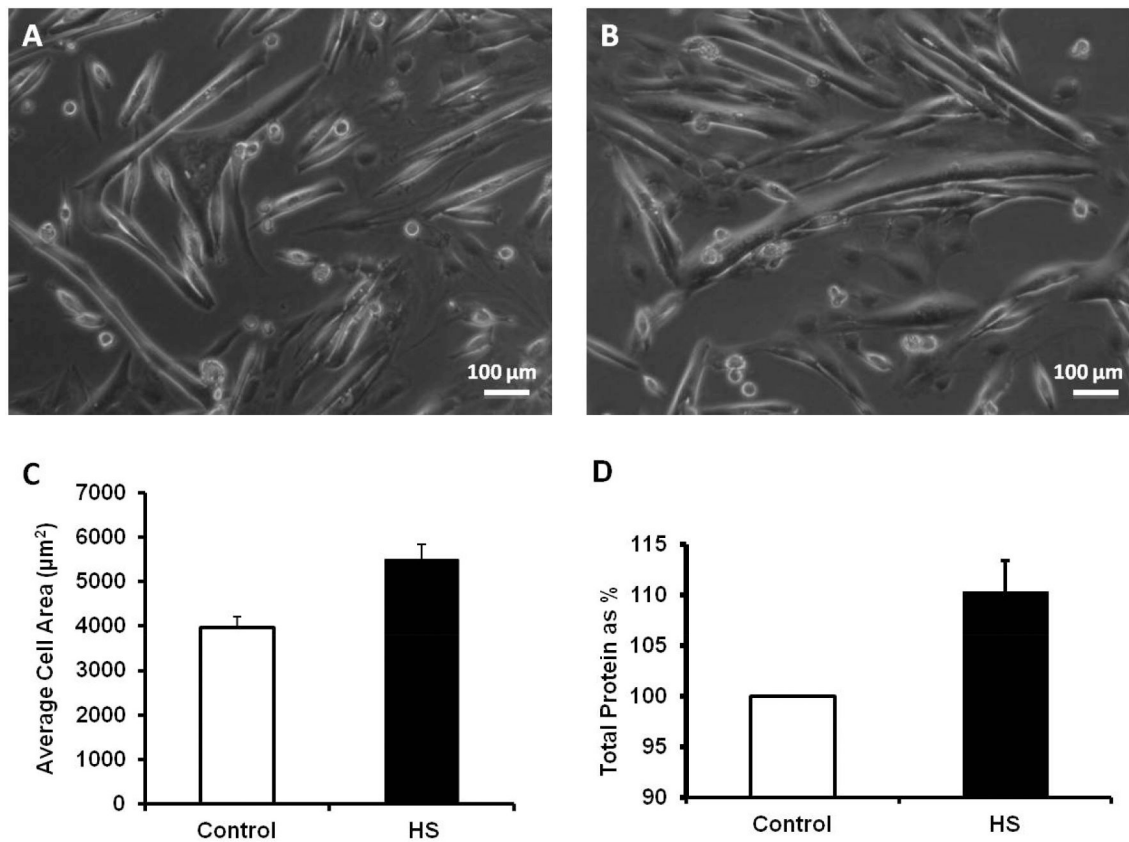 A
100 µm
B
100 µm
C
Average Cell Area (µm²)
7000
6000
5000
4000
3000
2000
1000
0
Control
HS
D
Total Protein as %
115
110
105
100
95
90
Control
HS